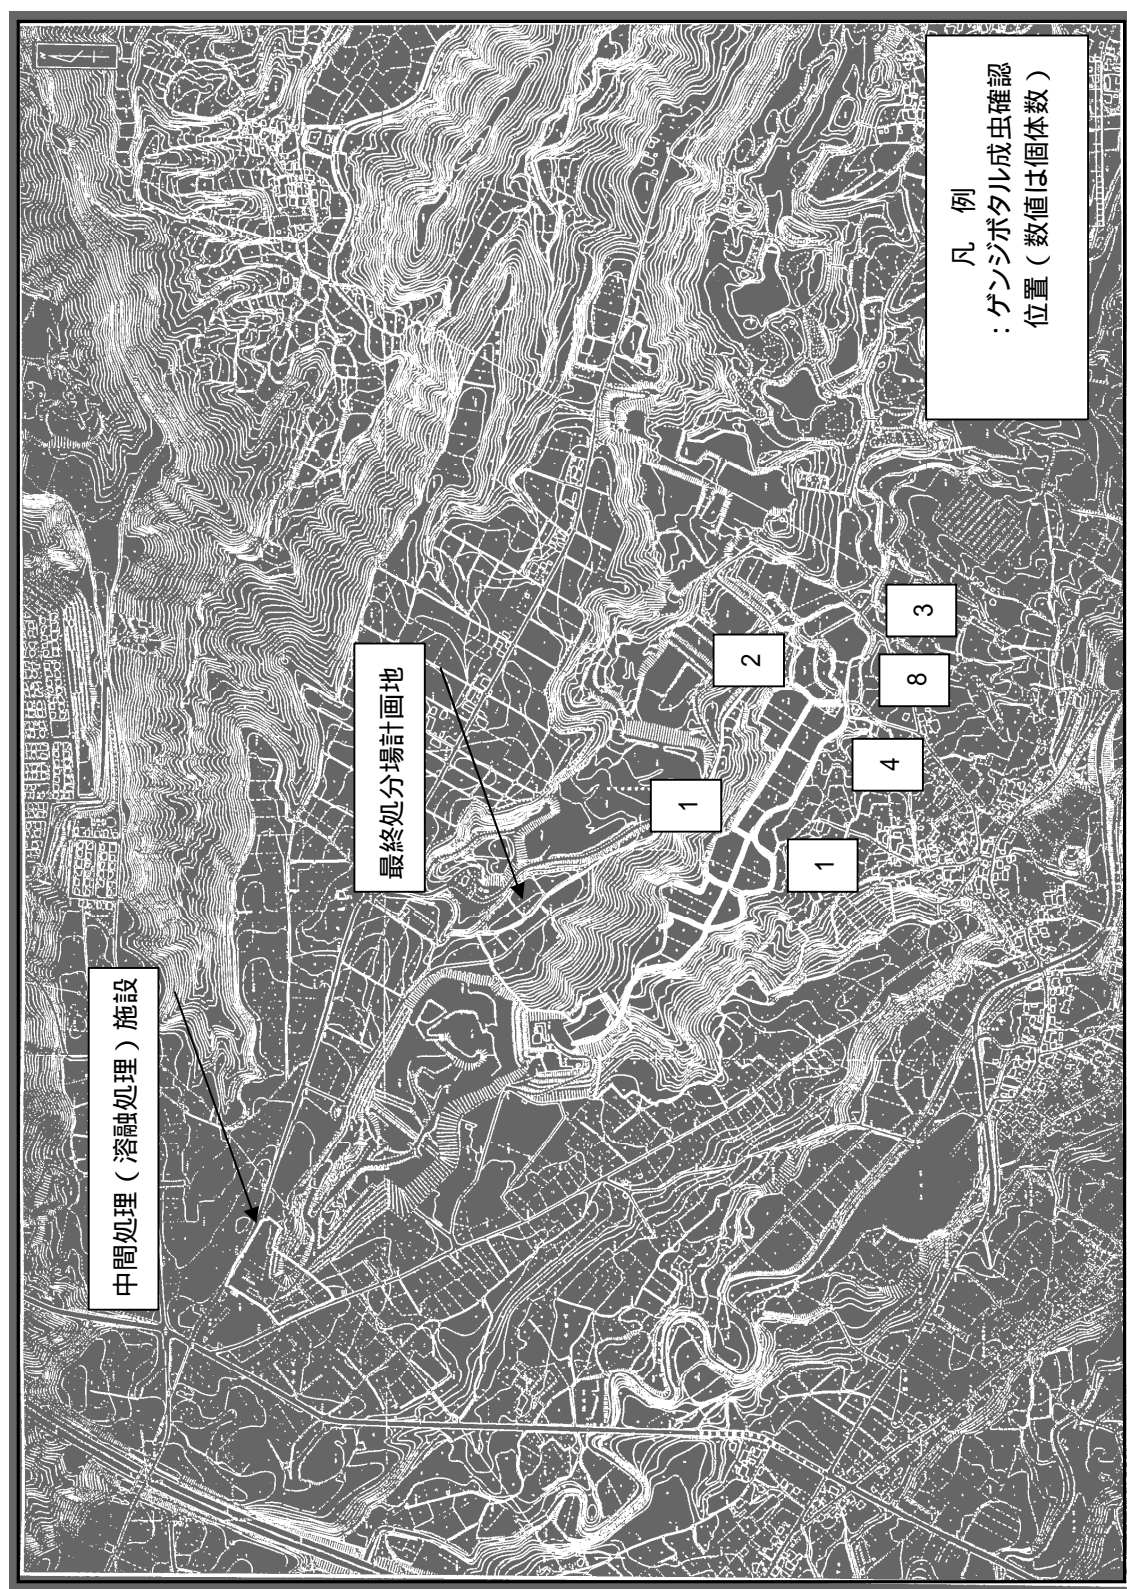 中間処理（溶融処理）施設
最終処分場計画地
1
1
2
4
8
3
凡 例
：ゲンジボタル成虫確認
位置（数値は個体数）